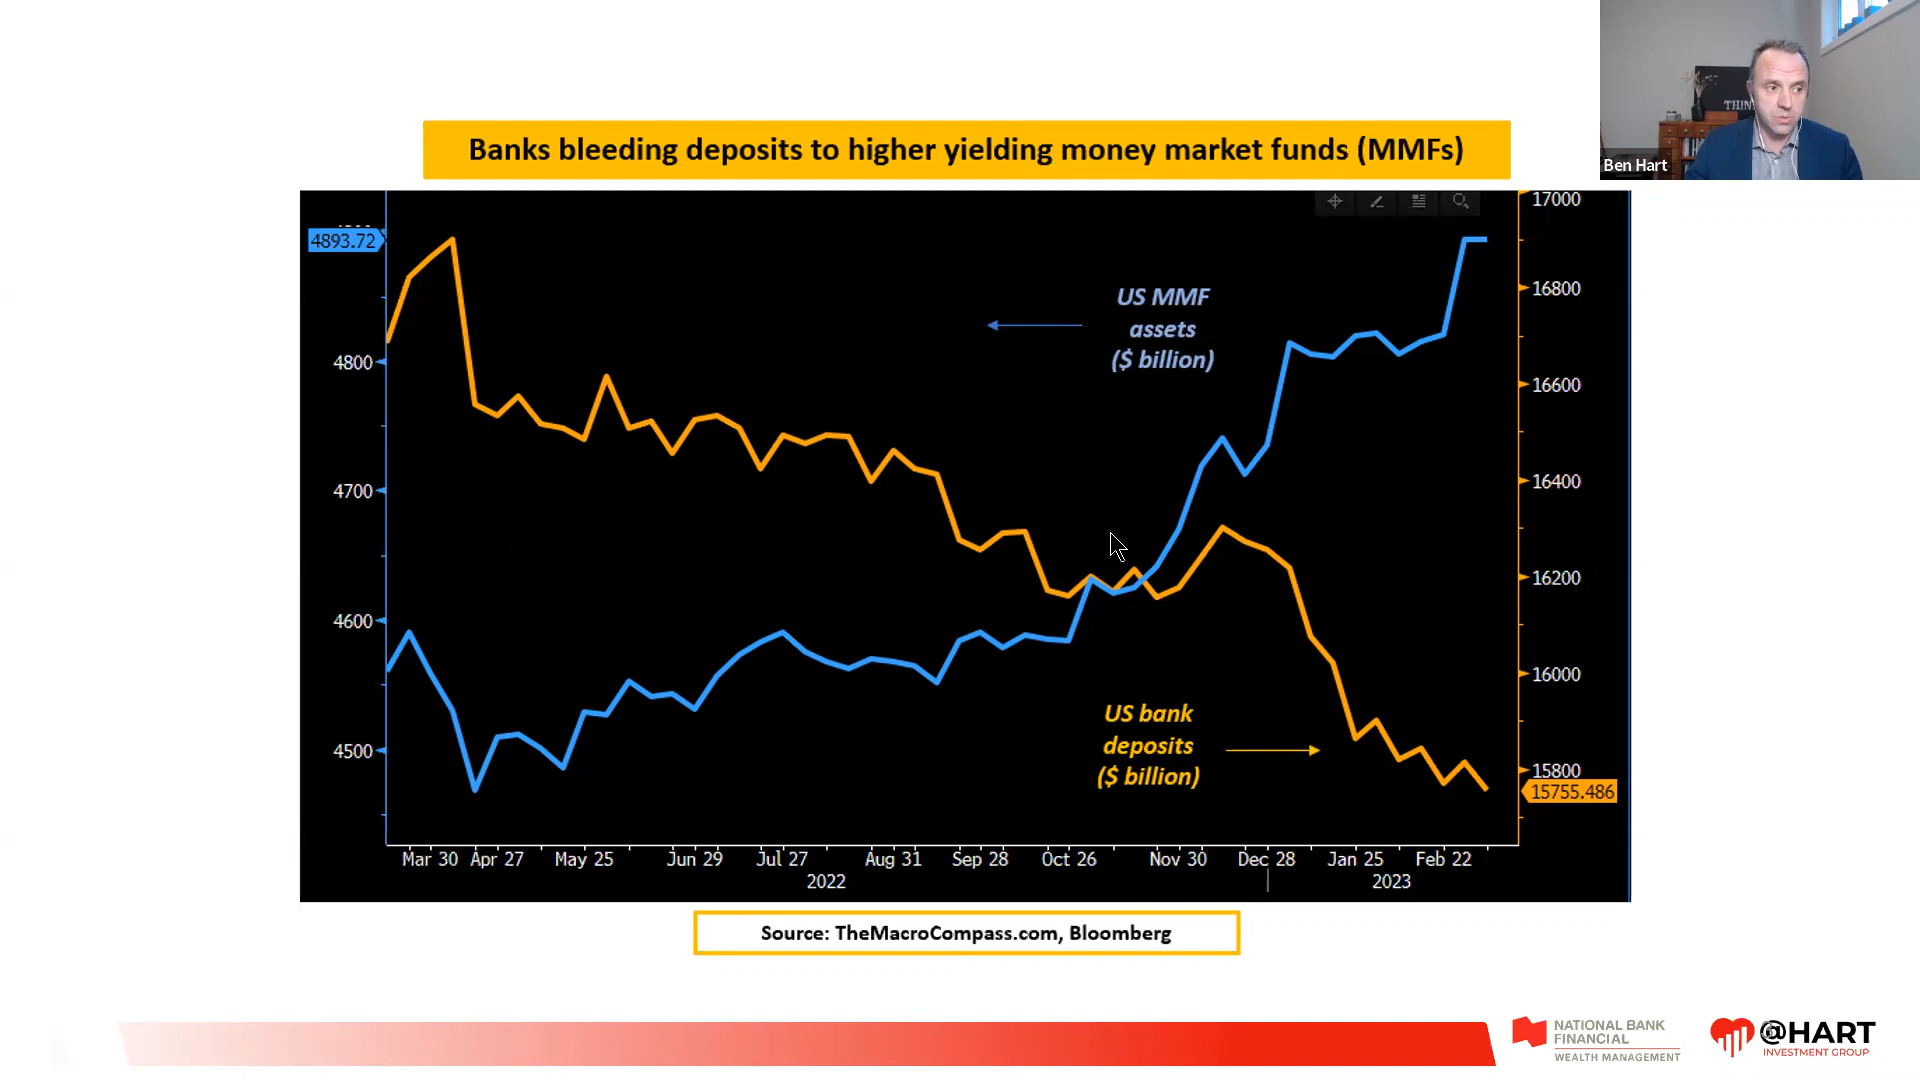 Banks bleeding deposits to higher yielding money market funds (MMFs)
Ben Hart
4893.72
4800
4700
4600
4500
US MMF
assets
($ billion)
US bank
deposits
($ billion)
17000
16800
16600
16400
16200
16000
15800
15755.486
Mar 30 Apr 27 May 25 Jun 29 Jul 27 Aug 31 Sep 28 Oct 26 Nov 30 Dec 28 Jan 25 Feb 22
2022 2023
Source: TheMacroCompass.com, Bloomberg
NATIONAL BANK
FINANCIAL
WEALTH MANAGEMENT
@HART
INVESTMENT GROUP